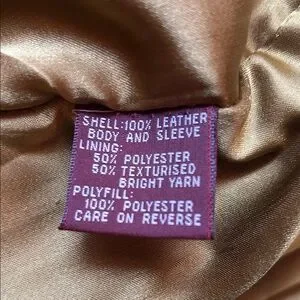 SHELL:100% LEATHER
BODY AND SLEEVE
LINING:
50% POLYESTER
50% TEXTURISED
BRIGHT YARN
POLYFILL:
100% POLYESTER
CARE ON REVERSE